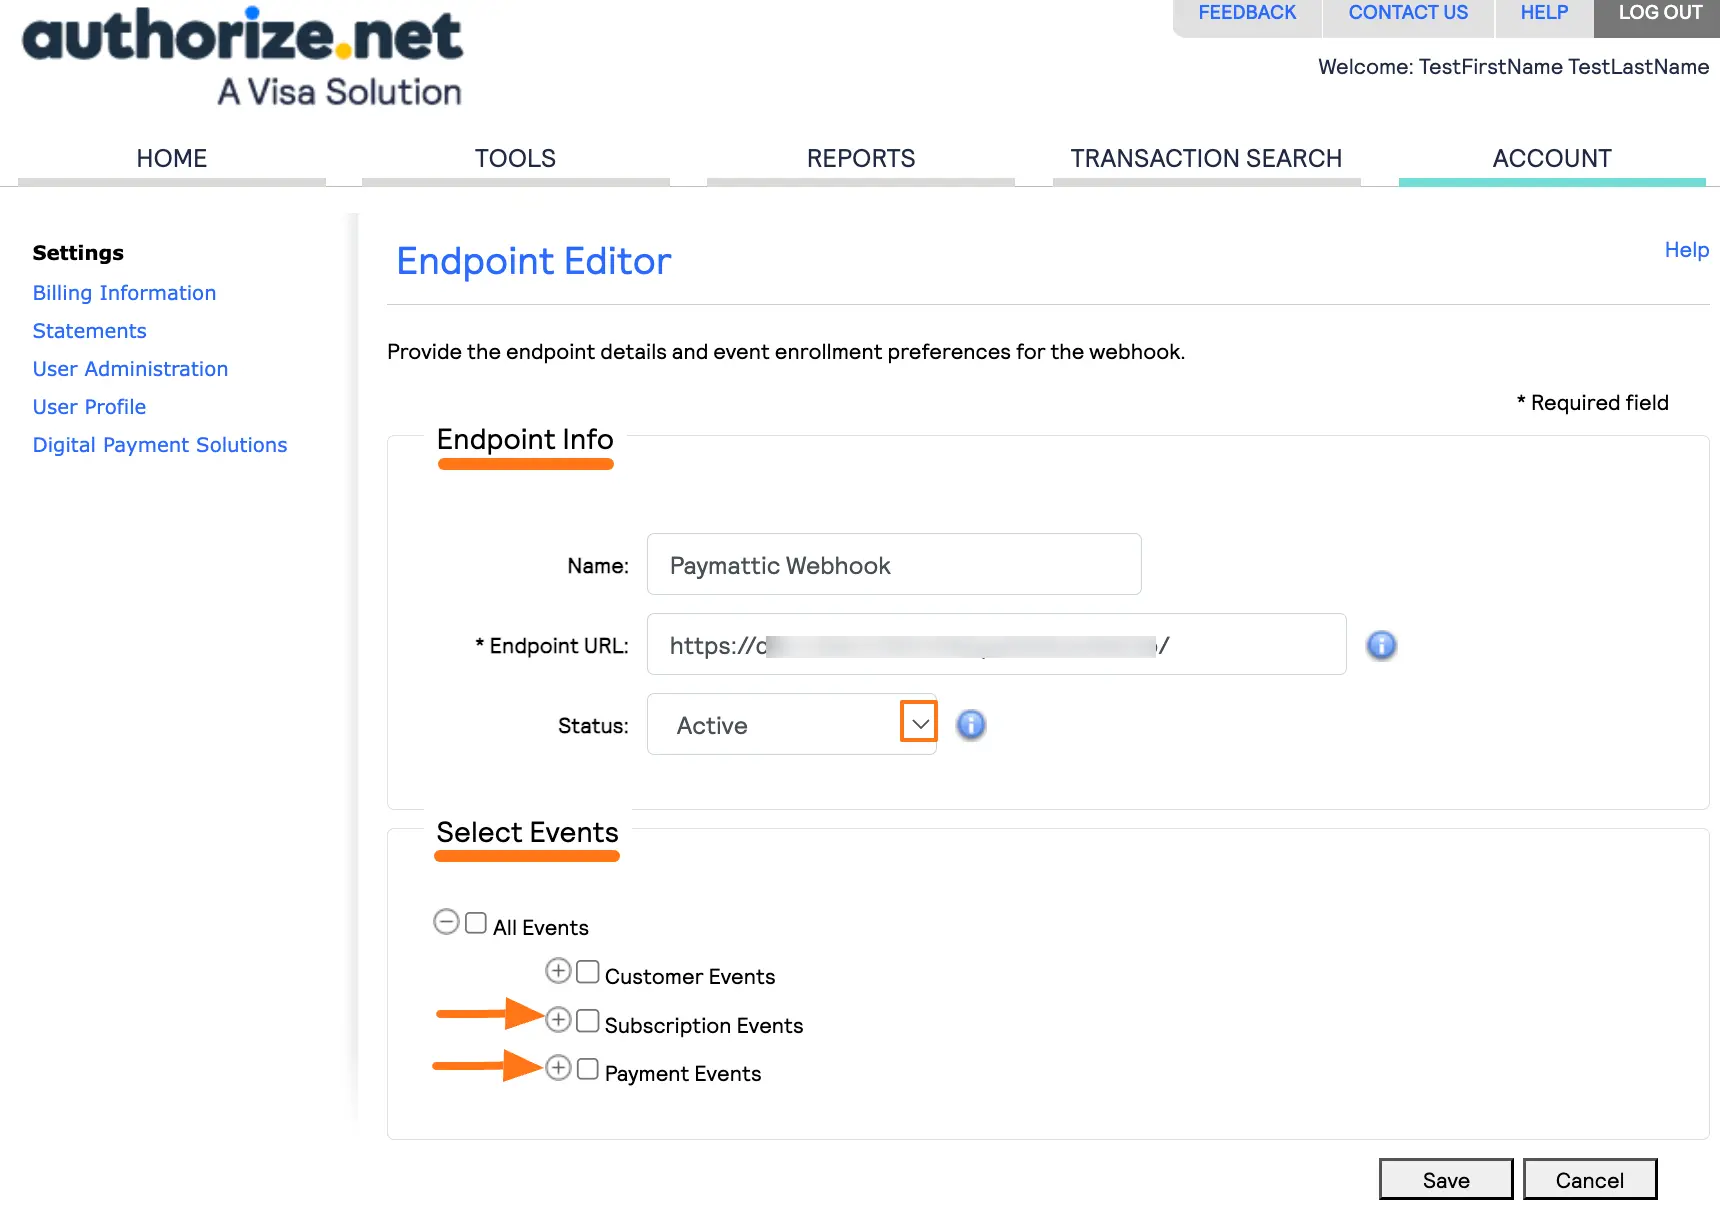 authorize.net
A Visa Solution
FEEDBACK
CONTACT US
HELP
LOG OUT
Welcome: TestFirstName TestLastName
HOME
TOOLS
REPORTS
TRANSACTION SEARCH
ACCOUNT
Settings
Billing Information
Statements
User Administration
User Profile
Digital Payment Solutions
Endpoint Editor
Help
Provide the endpoint details and event enrollment preferences for the webhook.
* Required field
Endpoint Info
Name:
Paymattic Webhook
* Endpoint URL:
https://
/
Status:
Active
Select Events
All Events
Customer Events
Subscription Events
Payment Events
Save
Cancel